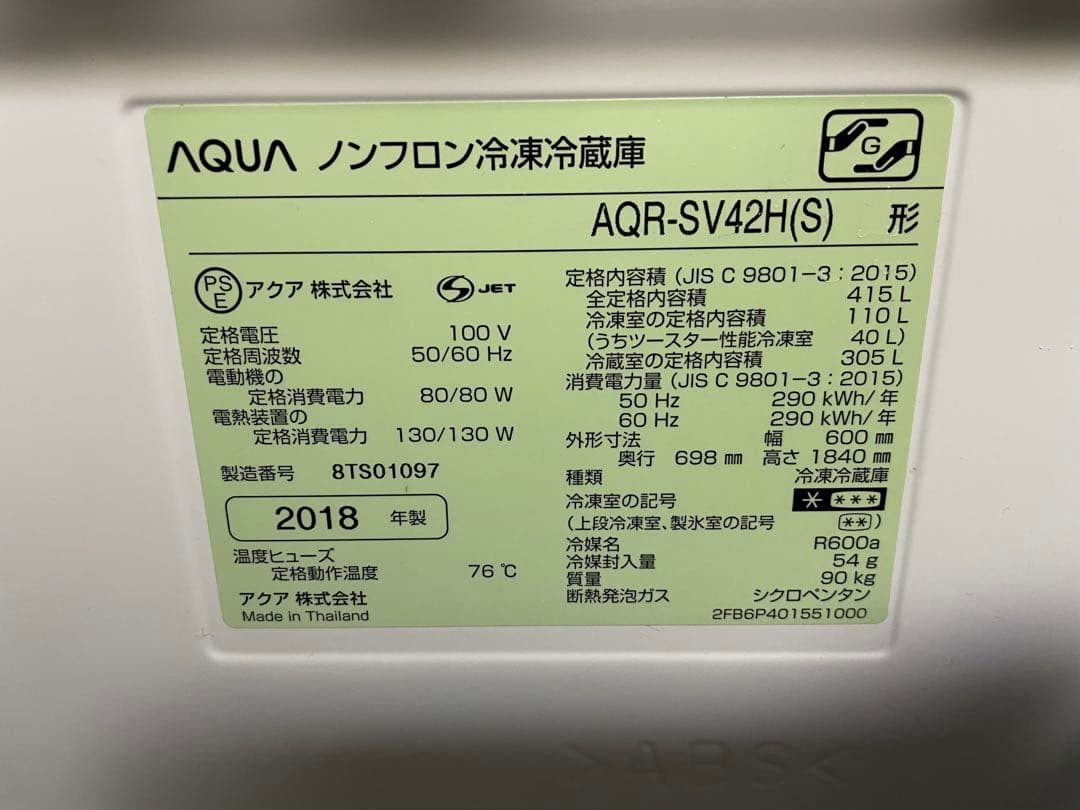 AQUA ノンフロン冷凍冷蔵庫
G
AQR-SV42H(S) 形
PSE アクア 株式会社 S JET
定格電圧 100 V
定格周波数 50/60 Hz
電動機の
定格消費電力 80/80 W
電熱装置の
定格消費電力 130/130 W
製造番号 8TS01097
2018 年製
温度ヒューズ
定格動作温度 76 ℃
アクア 株式会社
Made in Thailand
定格内容積 (JIS C 9801-3:2015)
全定格内容積 415 L
冷凍室の定格内容積 110 L
(うちツースター性能冷凍室 40 L)
冷蔵室の定格内容積 305 L
消費電力量 (JIS C 9801-3:2015)
50 Hz 290 kWh/年
60 Hz 290 kWh/年
外形寸法 幅 600 mm
奥行 698 mm 高さ 1840 mm
種類 冷凍冷蔵庫
冷凍室の記号 * ***
(上段冷凍室、製氷室の記号 **)
冷媒名 R600a
冷媒封入量 54 g
質量 90 kg
断熱発泡ガス シクロペンタン
2FB6P401551000
>ABS<